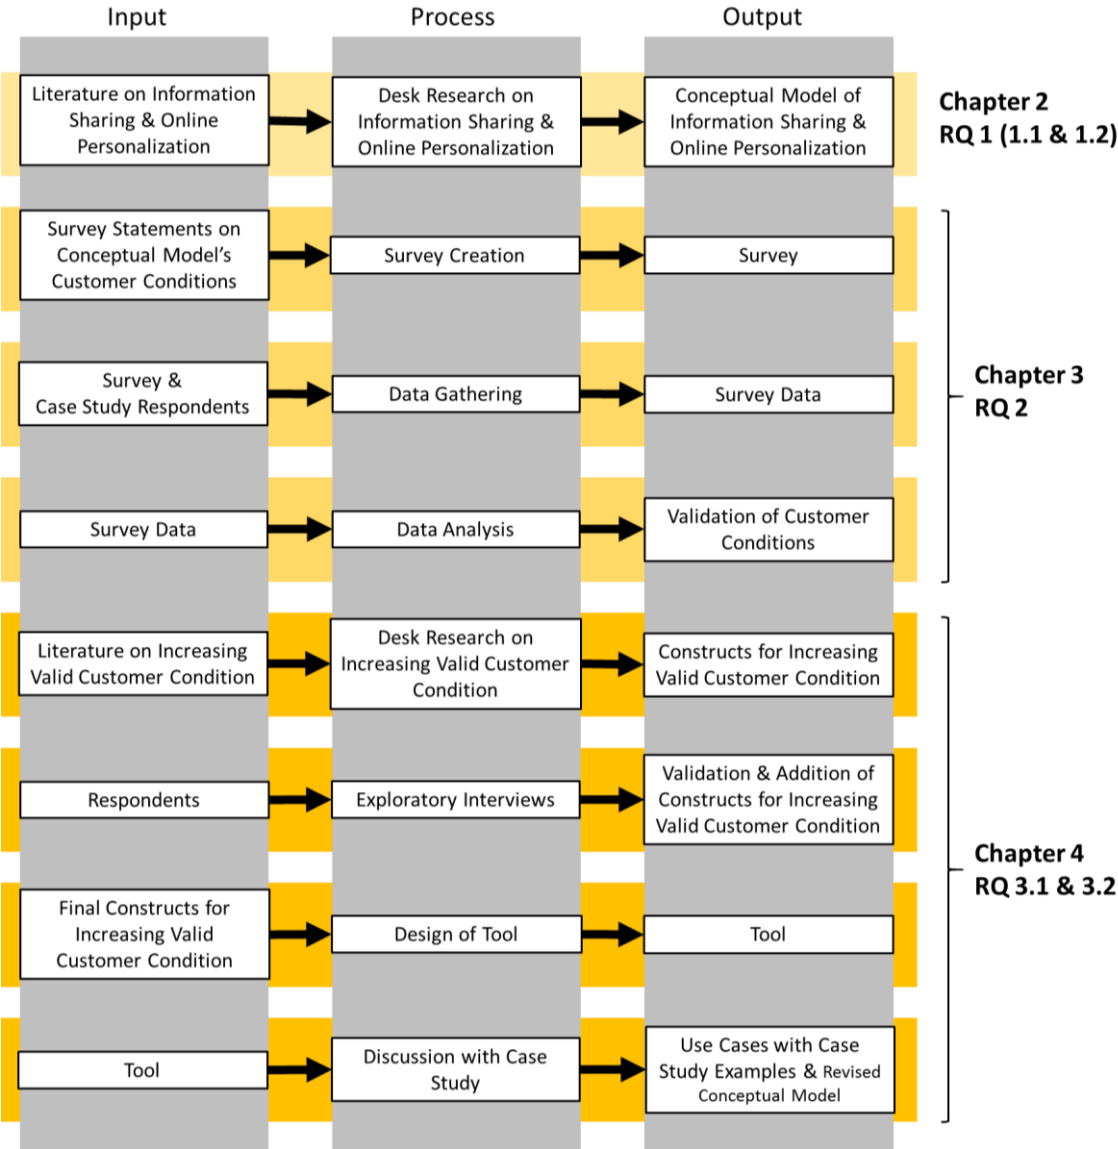 Input
Process
Output
Literature on Information
Sharing & Online
Personalization
Desk Research on
Information Sharing &
Online Personalization
Conceptual Model of
Information Sharing &
Online Personalization
Chapter 2
RQ 1 (1.1 & 1.2)
Survey Statements on
Conceptual Model’s
Customer Conditions
Survey Creation
Survey
Survey &
Case Study Respondents
Data Gathering
Survey Data
Chapter 3
RQ 2
Survey Data
Data Analysis
Validation of Customer
Conditions
Literature on Increasing
Valid Customer Condition
Desk Research on
Increasing Valid Customer
Condition
Constructs for Increasing
Valid Customer Condition
Respondents
Exploratory Interviews
Validation & Addition of
Constructs for Increasing
Valid Customer Condition
Chapter 4
RQ 3.1 & 3.2
Final Constructs for
Increasing Valid
Customer Condition
Design of Tool
Tool
Tool
Discussion with Case
Study
Use Cases with Case
Study Examples & Revised
Conceptual Model